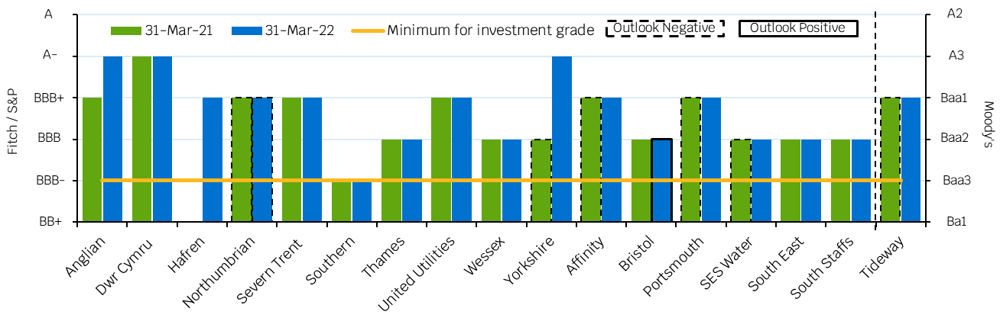 31-Mar-21 31-Mar-22 Minimum for investment grade Outlook Negative Outlook Positive
Fitch / S&P
A
A-
BBB+
BBB
BBB-
BB+
A2
A3
Baa1
Baa2
Baa3
Ba1
Moody's
Anglian
Dwr Cymru
Hafren
Northumbrian
Severn Trent
Southern
Thames
United Utilities
Wessex
Yorkshire
Affinity
Bristol
Portsmouth
SES Water
South East
South Staffs
Tideway